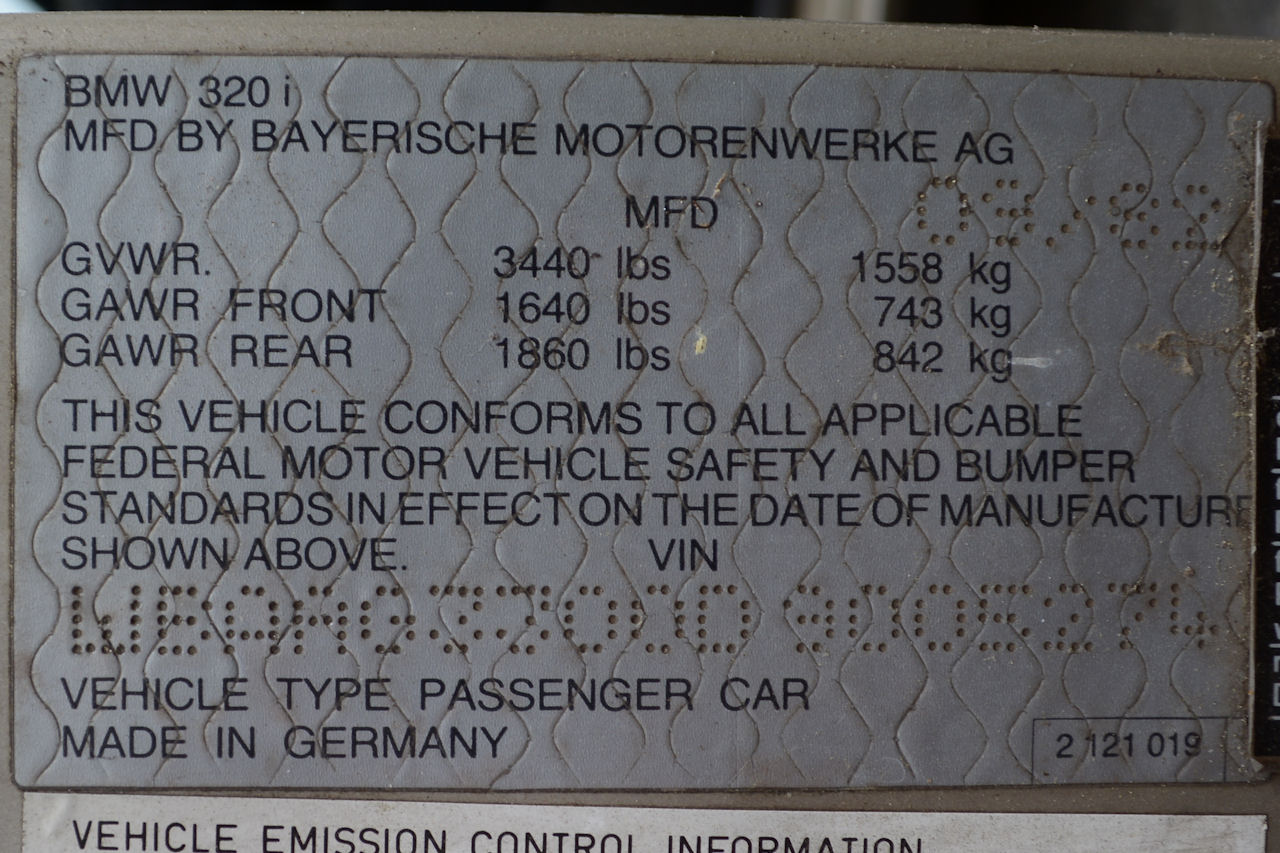 BMW 320 i
MFD BY BAYERISCHE MOTORENWERKE AG
MFD
GVWR. 3440 lbs 1558 kg
GAWR FRONT 1640 lbs 743 kg
GAWR REAR 1860 lbs 842 kg
THIS VEHICLE CONFORMS TO ALL APPLICABLE
FEDERAL MOTOR VEHICLE SAFETY AND BUMPER
STANDARDS IN EFFECT ON THE DATE OF MANUFACTURE
SHOWN ABOVE. VIN
VEHICLE TYPE PASSENGER CAR
MADE IN GERMANY
2 121 019
VEHICLE EMISSION CONTROL INFORMATION